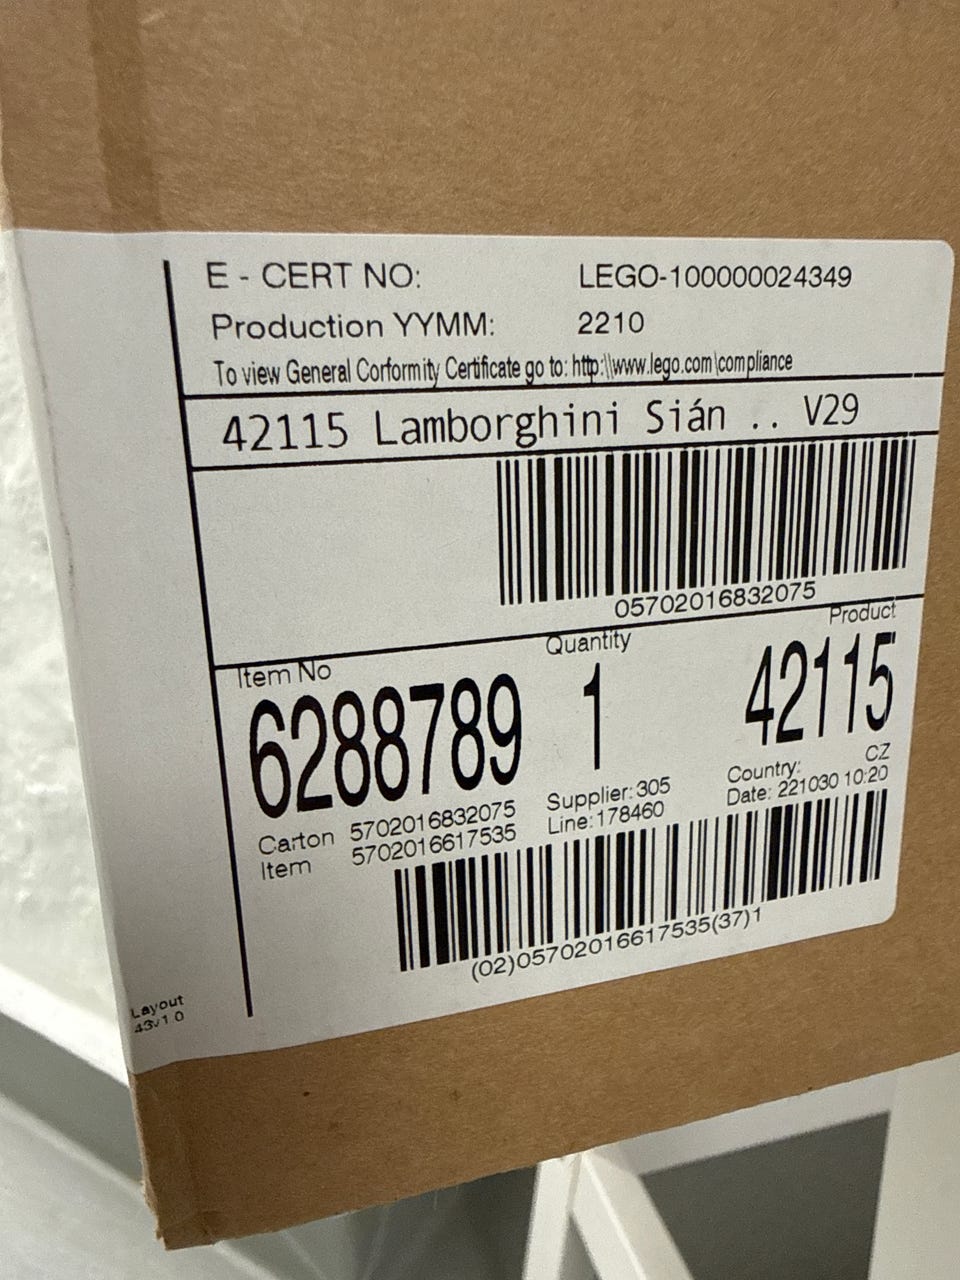 E - CERT NO: LEGO-100000024349
Production YYMM: 2210
To view General Corformity Certificate go to: http:\\www.lego.com\compliance
42115 Lamborghini Sián .. V29
05702016832075
Item No Quantity Product
6288789 1 42115
Carton 5702016832075 Supplier: 305 Country: CZ
Item 5702016617535 Line: 178460 Date: 221030 10:20
(02)05702016617535(37)1
Layout
43v1.0